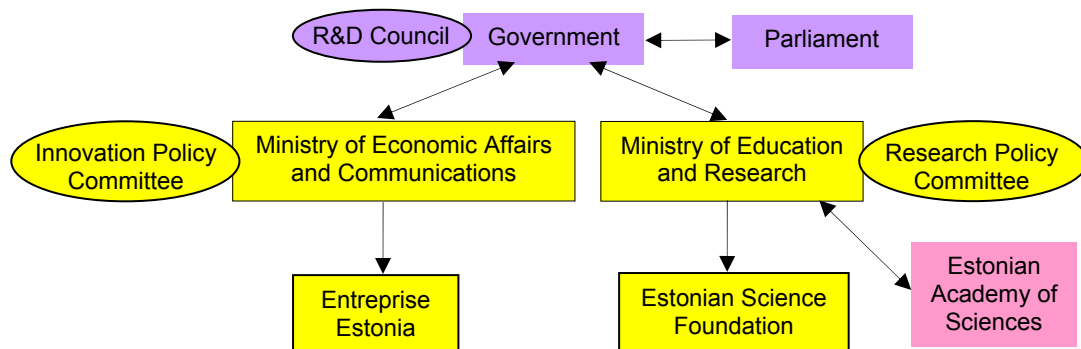 R&D Council
Government
Parliament
Innovation Policy
Committee
Ministry of Economic Affairs
and Communications
Ministry of Education
and Research
Research Policy
Committee
Entreprise
Estonia
Estonian Science
Foundation
Estonian
Academy of
Sciences